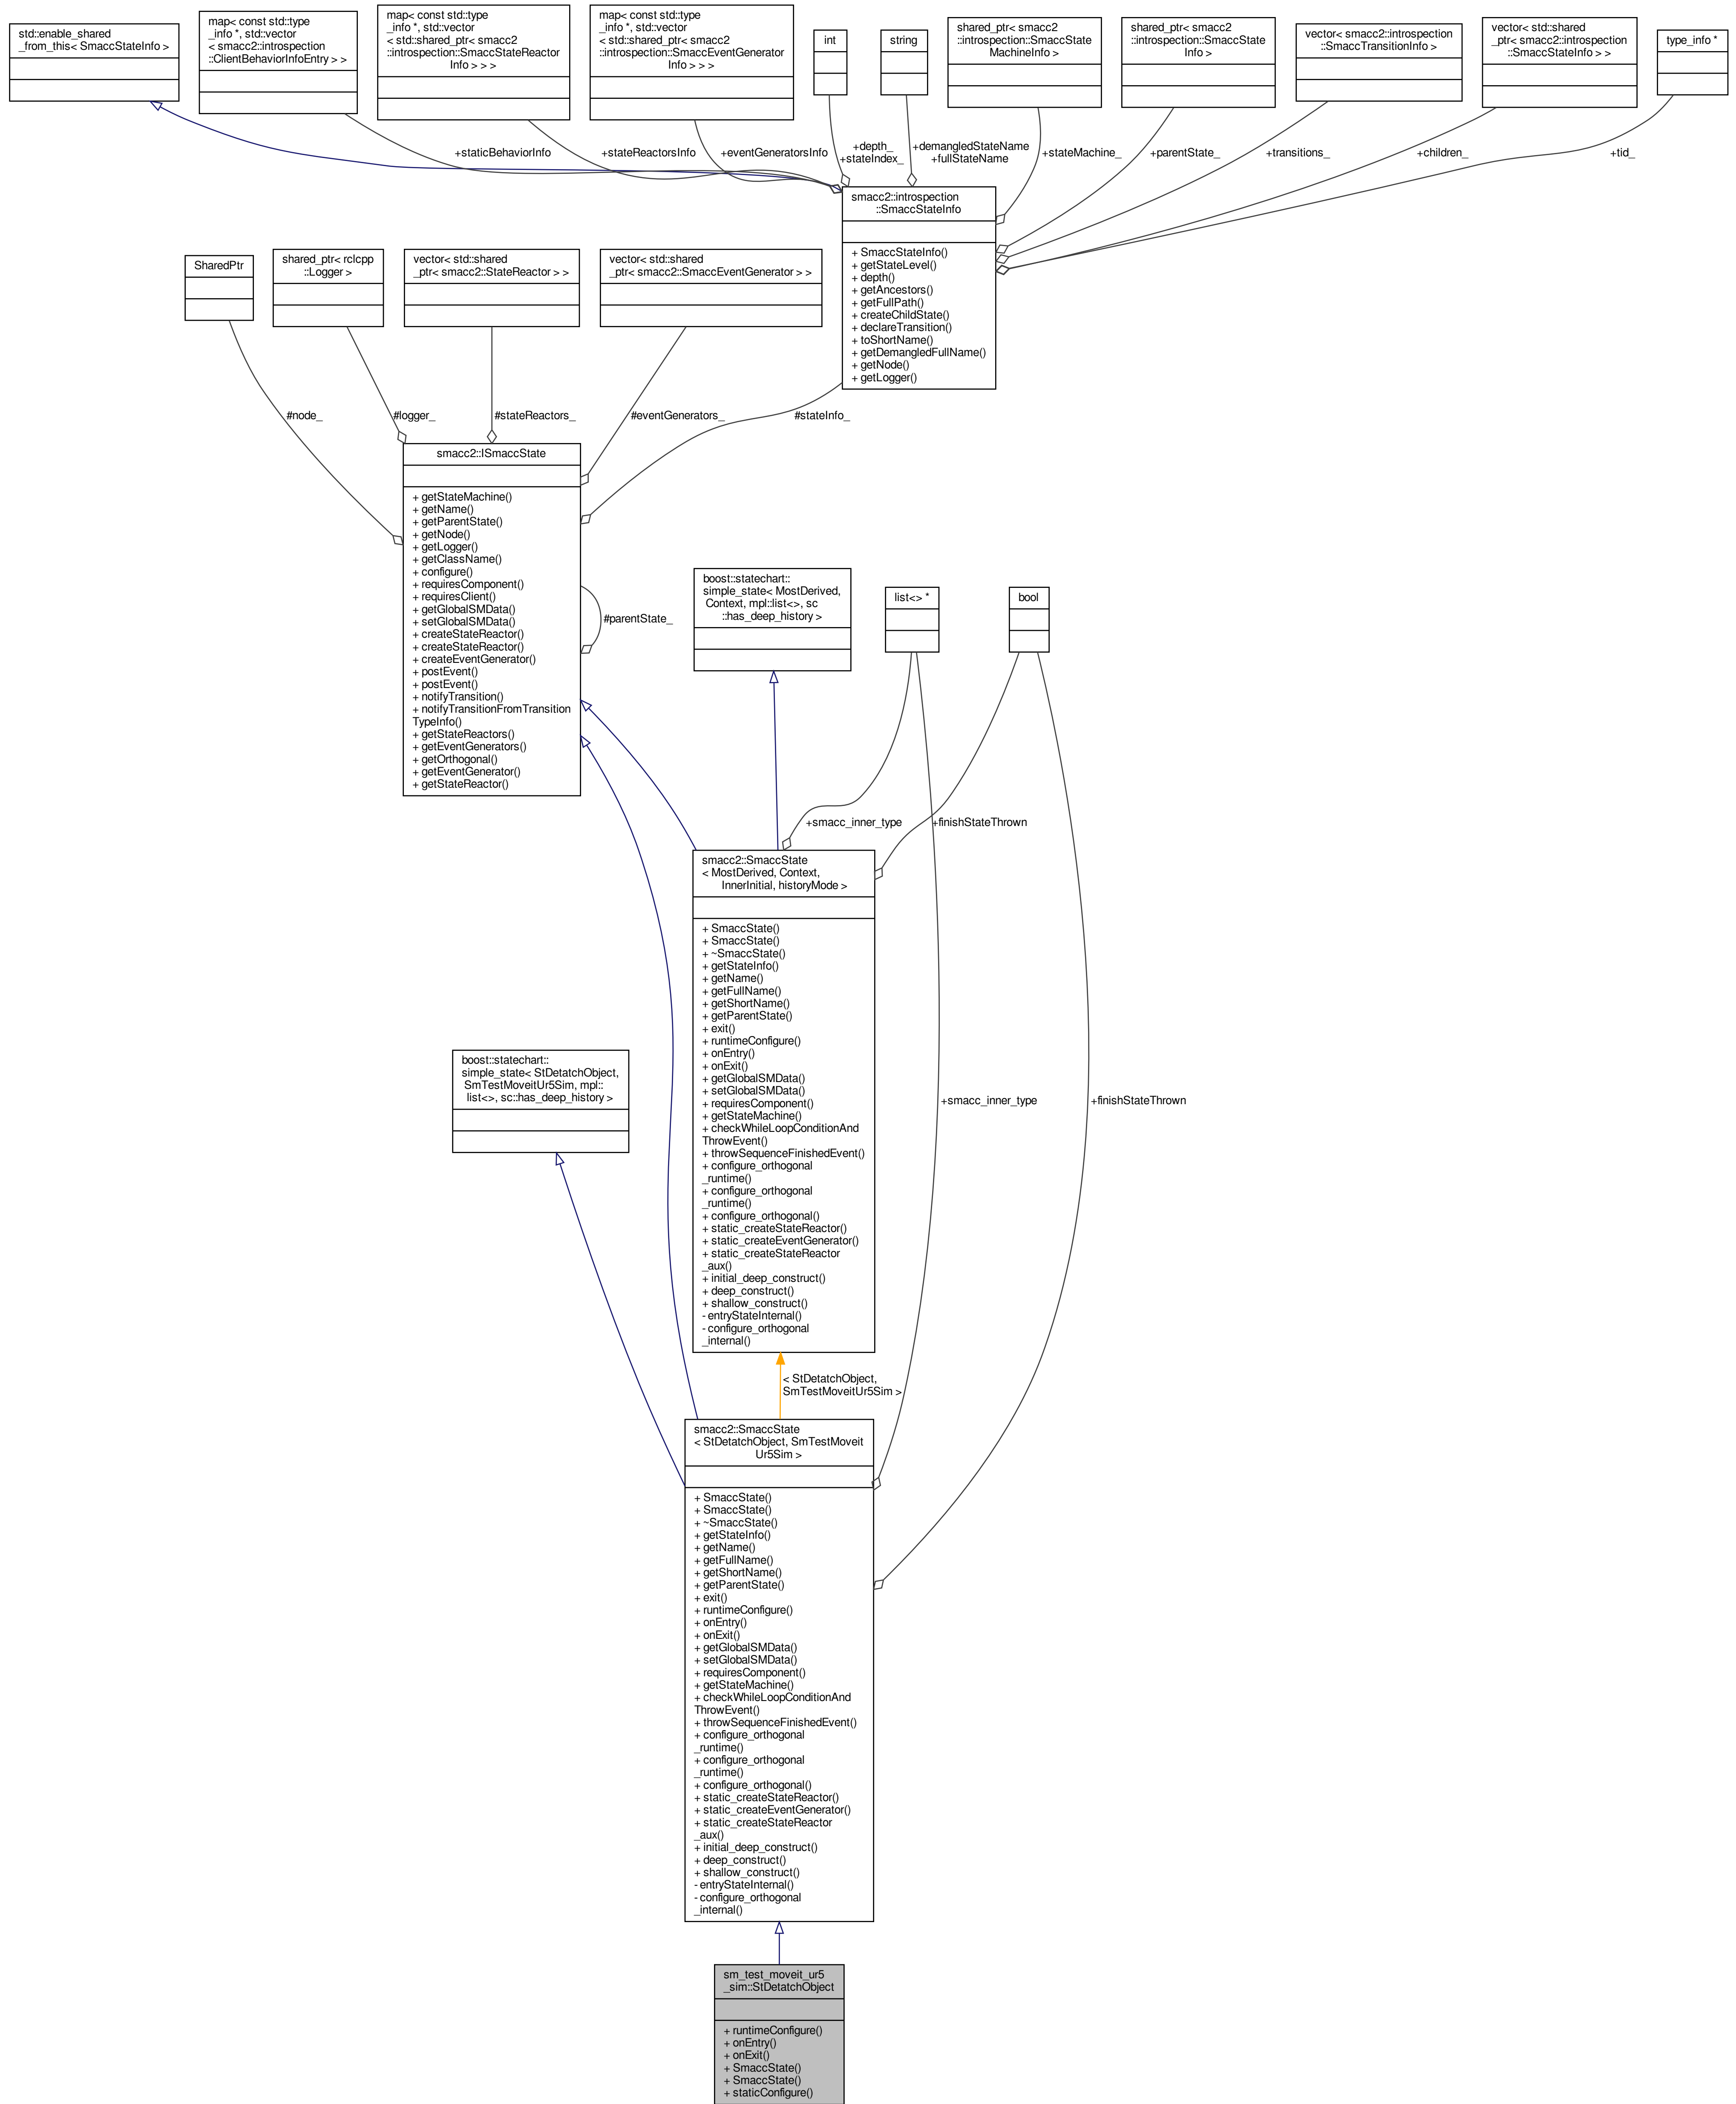 std::enable_shared
_from_this< SmaccStateInfo >
map< const std::type
_info *, std::vector
< smacc2::introspection
::ClientBehaviorInfoEntry > >
map< const std::type
_info *, std::vector
< std::shared_ptr< smacc2
::introspection::SmaccStateReactor
Info > > >
map< const std::type
_info *, std::vector
< std::shared_ptr< smacc2
::introspection::SmaccEventGenerator
Info > > >
int
string
shared_ptr< smacc2
::introspection::SmaccState
MachineInfo >
shared_ptr< smacc2
::introspection::SmaccState
Info >
vector< smacc2::introspection
::SmaccTransitionInfo >
vector< std::shared
_ptr< smacc2::introspection
::SmaccStateInfo > >
type_info *
+staticBehaviorInfo
+stateReactorsInfo
+eventGeneratorsInfo
+depth_
+stateIndex_
+demangledStateName
+fullStateName
+stateMachine_
+parentState_
+transitions_
+children_
+tid_
smacc2::introspection
::SmaccStateInfo
+ SmaccStateInfo()
+ getStateLevel()
+ depth()
+ getAncestors()
+ getFullPath()
+ createChildState()
+ declareTransition()
+ toShortName()
+ getDemangledFullName()
+ getNode()
+ getLogger()
SharedPtr
shared_ptr< rclcpp
::Logger >
vector< std::shared
_ptr< smacc2::StateReactor > >
vector< std::shared
_ptr< smacc2::SmaccEventGenerator > >
#node_
#logger_
#stateReactors_
#eventGenerators_
#stateInfo_
smacc2::ISmaccState
+ getStateMachine()
+ getName()
+ getParentState()
+ getNode()
+ getLogger()
+ getClassName()
+ configure()
+ requiresComponent()
+ requiresClient()
+ getGlobalSMData()
+ setGlobalSMData()
+ createStateReactor()
+ createStateReactor()
+ createEventGenerator()
+ postEvent()
+ postEvent()
+ notifyTransition()
+ notifyTransitionFromTransition
TypeInfo()
+ getStateReactors()
+ getEventGenerators()
+ getOrthogonal()
+ getEventGenerator()
+ getStateReactor()
#parentState_
boost::statechart::
simple_state< MostDerived,
Context, mpl::list<>, sc
::has_deep_history >
list<> *
bool
+smacc_inner_type
+finishStateThrown
smacc2::SmaccState
< MostDerived, Context,
InnerInitial, historyMode >
+ SmaccState()
+ SmaccState()
+ ~SmaccState()
+ getStateInfo()
+ getName()
+ getFullName()
+ getShortName()
+ getParentState()
+ exit()
+ runtimeConfigure()
+ onEntry()
+ onExit()
+ getGlobalSMData()
+ setGlobalSMData()
+ requiresComponent()
+ getStateMachine()
+ checkWhileLoopConditionAnd
ThrowEvent()
+ throwSequenceFinishedEvent()
+ configure_orthogonal
_runtime()
+ configure_orthogonal
_runtime()
+ configure_orthogonal()
+ static_createStateReactor()
+ static_createEventGenerator()
+ static_createStateReactor
_aux()
+ initial_deep_construct()
+ deep_construct()
+ shallow_construct()
- entryStateInternal()
- configure_orthogonal
_internal()
boost::statechart::
simple_state< StDetatchObject,
SmTestMoveitUr5Sim, mpl::
list<>, sc::has_deep_history >
+smacc_inner_type
+finishStateThrown
< StDetatchObject,
SmTestMoveitUr5Sim >
smacc2::SmaccState
< StDetatchObject, SmTestMoveit
Ur5Sim >
+ SmaccState()
+ SmaccState()
+ ~SmaccState()
+ getStateInfo()
+ getName()
+ getFullName()
+ getShortName()
+ getParentState()
+ exit()
+ runtimeConfigure()
+ onEntry()
+ onExit()
+ getGlobalSMData()
+ setGlobalSMData()
+ requiresComponent()
+ getStateMachine()
+ checkWhileLoopConditionAnd
ThrowEvent()
+ throwSequenceFinishedEvent()
+ configure_orthogonal
_runtime()
+ configure_orthogonal
_runtime()
+ configure_orthogonal()
+ static_createStateReactor()
+ static_createEventGenerator()
+ static_createStateReactor
_aux()
+ initial_deep_construct()
+ deep_construct()
+ shallow_construct()
- entryStateInternal()
- configure_orthogonal
_internal()
sm_test_moveit_ur5
_sim::StDetatchObject
+ runtimeConfigure()
+ onEntry()
+ onExit()
+ SmaccState()
+ SmaccState()
+ staticConfigure()